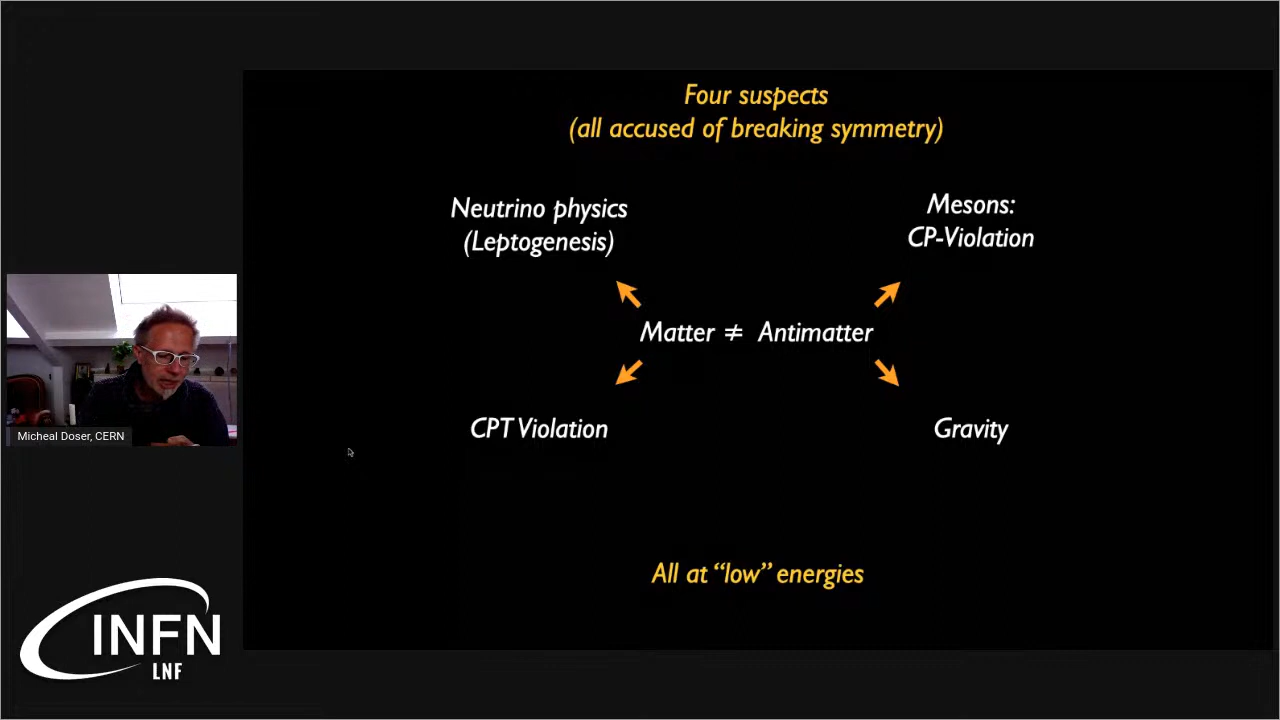 Four suspects
(all accused of breaking symmetry)
Neutrino physics
(Leptogenesis)
Mesons:
CP-Violation
Matter ≠ Antimatter
CPT Violation
Gravity
All at “low” energies
Micheal Doser, CERN
INFN
LNF